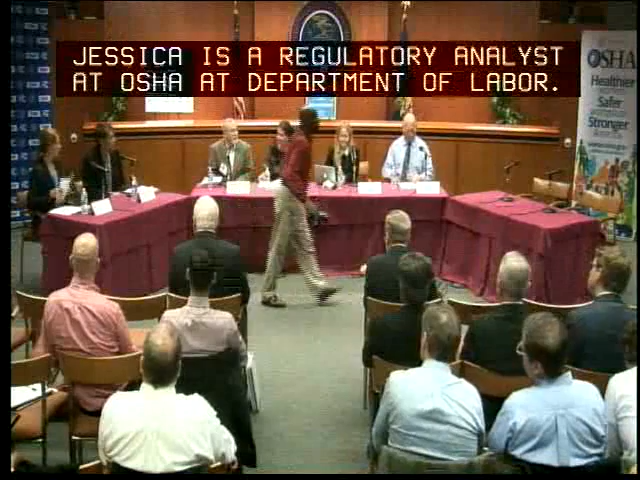 JESSICA IS A REGULATORY ANALYST
AT OSHA AT DEPARTMENT OF LABOR.
OSHA
Healthier
Safer
Stronger